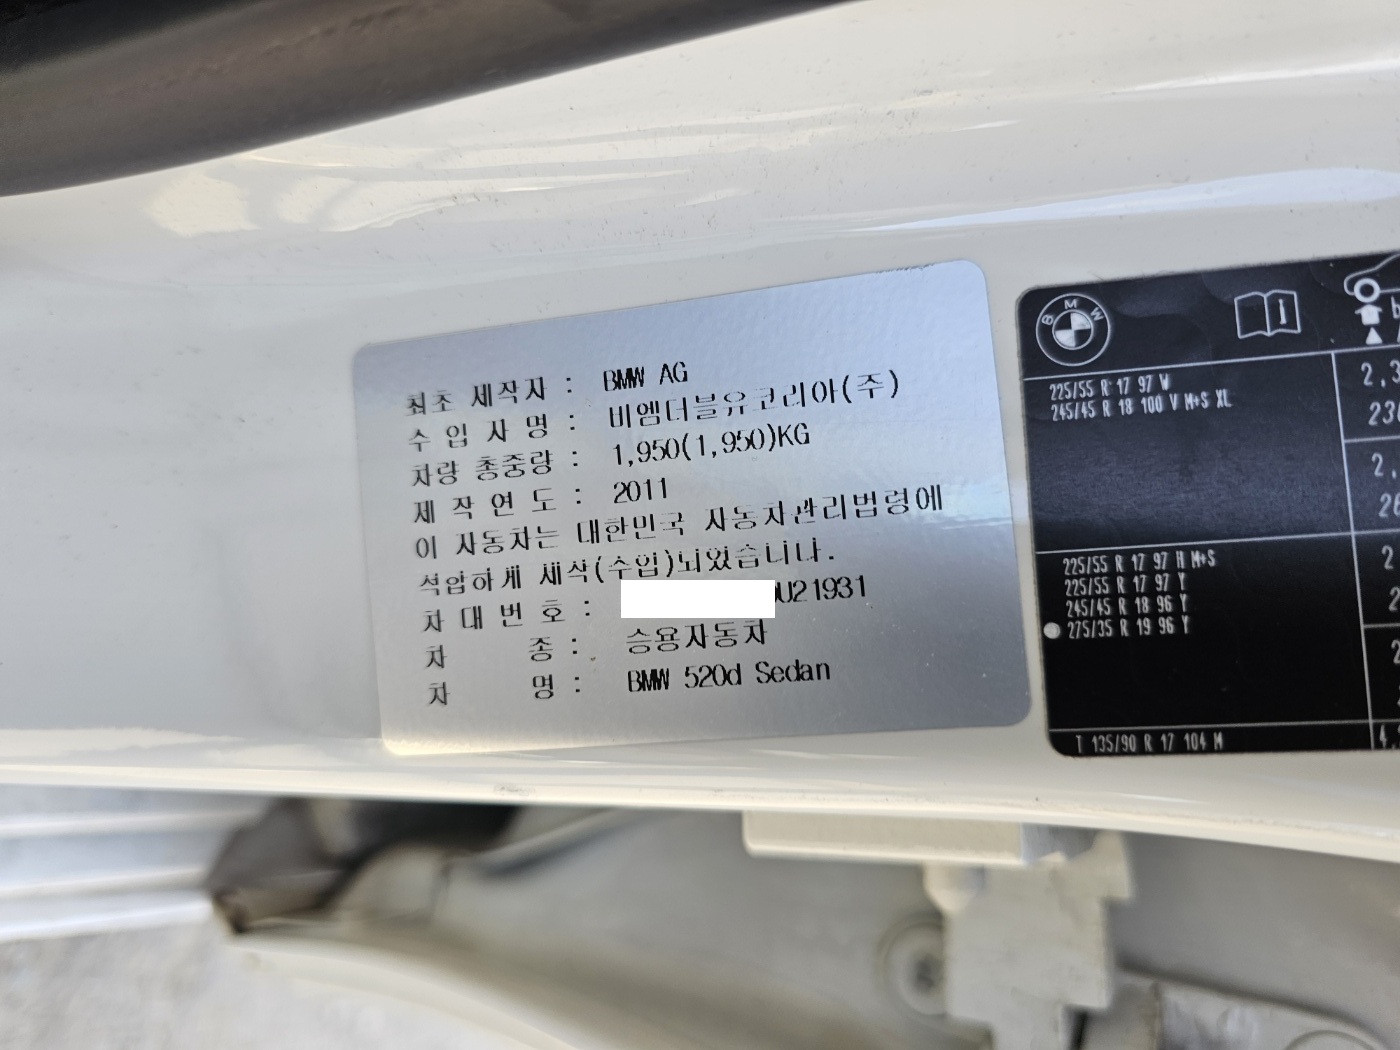 최초 제작자 : BMW AG
수 입 사 명 : 비엠더블유코리아(주)
차량 총중량 : 1,950(1,950)KG
제 작 연 도 : 2011
이 자동차는 대한민국 자동차관리법령에
적합하게 제작(수입)되었습니다.
차 대 번 호 : U21931
차 종 : 승용자동차
차 명 : BMW 520d Sedan
BMW
225/55 R 17 97 W
245/45 R 18 100 V M+S XL
225/55 R 17 97 H M+S
225/55 R 17 97 Y
245/45 R 18 96 Y
275/35 R 19 96 Y
T 135/90 R 17 104 M